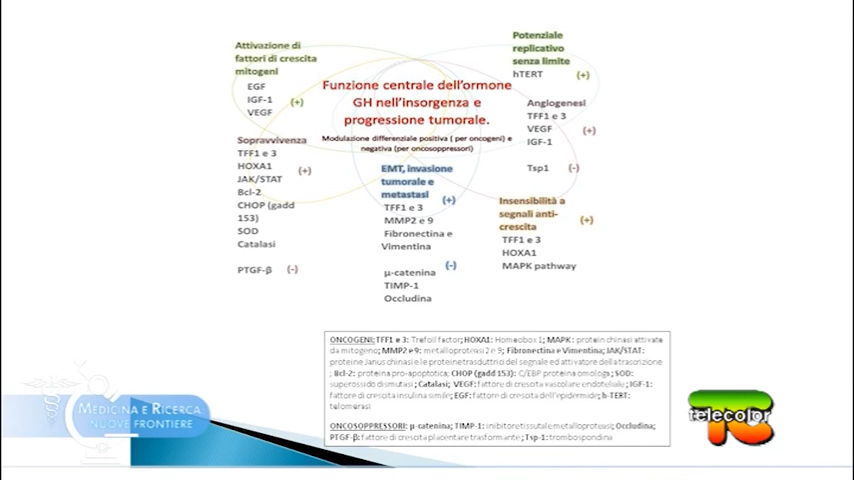 Attivazione di
fattori di crescita
mitogeni
EGF
IGF-1 (+)
VEGF
Potenziale
replicativo
senza limite
hTERT (+)
Funzione centrale dell'ormone
GH nell'insorgenza e
progressione tumorale.
Modulazione differenziale positiva ( per oncogeni) e
negativa (per oncosoppressori)
Angiogenesi
TFF1 e 3
VEGF (+)
IGF-1
Tsp1 (-)
Sopravvivenza
TFF1 e 3
HOXA1 (+)
JAK/STAT
Bcl-2
CHOP (gadd
153)
SOD
Catalasi
PTGF-β (-)
EMT, invasione
tumorale e
metastasi (+)
TFF1 e 3
MMP2 e 9
Fibronectina e
Vimentina
(-)
μ-catenina
TIMP-1
Occludina
Insensibilità a
segnali anti-
crescita (+)
TFF1 e 3
HOXA1
MAPK pathway
ONCOGENI: TFF1 e 3: Trefoil factor; HOXA1: Homeobox 1; MAPK: protein chinasi attivate
da mitogeno; MMP2 e 9: metalloproteasi 2 e 9; Fibronectina e Vimentina; JAK/STAT:
proteine Janus chinasi e le proteine trasduttrici del segnale ed attivatore della trascrizione
; Bcl-2: proteina pro-apoptotica; CHOP (gadd 153): C/EBP proteina omologa; SOD:
superossido dismutasi; Catalasi; VEGF: fattore di crescita vascolare endoteliale; IGF-1:
fattore di crescita insulina simile; EGF: fattore di crescita dell'epidermide; h-TERT:
telomerasi
ONCOSOPPRESSORI: μ-catenina; TIMP-1: inibitore tissutale metalloproteasi; Occludina;
PTGF-β: fattore di crescita placentare trasformante; Tsp-1: trombospondina
MEDICINA E RICERCA
NUOVE FRONTIERE
telecolor